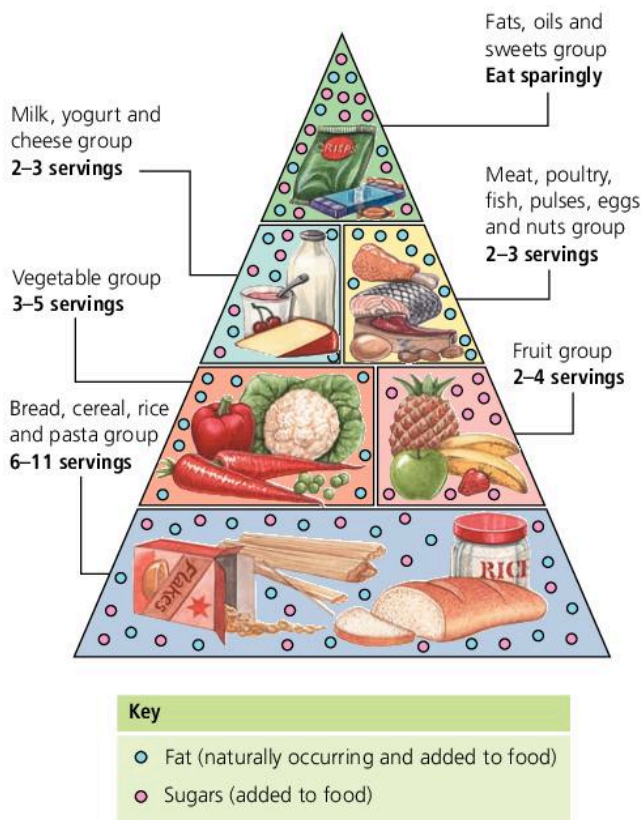 Fats, oils and
sweets group
Eat sparingly
Milk, yogurt and
cheese group
2–3 servings
CRISPS
Meat, poultry,
fish, pulses, eggs
and nuts group
2–3 servings
Vegetable group
3–5 servings
Fruit group
2–4 servings
Bread, cereal, rice
and pasta group
6–11 servings
Flakes
RICE
Key
Fat (naturally occurring and added to food)
Sugars (added to food)